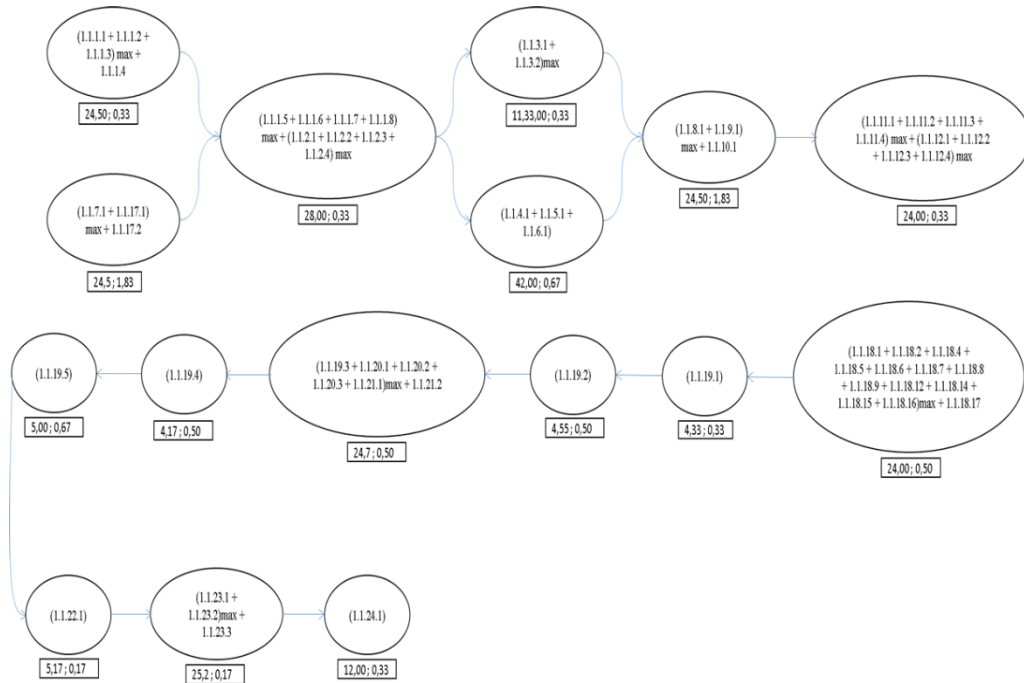 (1.1.1.1 + 1.1.1.2 +
1.1.1.3) max +
1.1.1.4
24,50; 0,33
(1.1.7.1 + 1.1.17.1)
max + 1.1.17.2
24,5; 1,83
(1.1.1.5 + 1.1.1.6 + 1.1.1.7 + 1.1.1.8)
max + (1.1.2.1 + 1.1.2.2 + 1.1.2.3 +
1.1.2.4) max
28,00; 0,33
(1.1.3.1 +
1.1.3.2)max
11,33,00; 0,33
(1.1.4.1 + 1.1.5.1 +
1.1.6.1)
42,00; 0,67
(1.1.8.1 + 1.1.9.1)
max + 1.1.10.1
24,50; 1,83
(1.1.11.1 + 1.1.11.2 + 1.1.11.3 +
1.1.11.4) max + (1.1.12.1 + 1.1.12.2
+ 1.1.12.3 + 1.1.12.4) max
24,00; 0,33
(1.1.18.1 + 1.1.18.2 + 1.1.18.4 +
1.1.18.5 + 1.1.18.6 + 1.1.18.7 + 1.1.18.8
+ 1.1.18.9 + 1.1.18.12 + 1.1.18.14 +
1.1.18.15 + 1.1.18.16)max + 1.1.18.17
24,00; 0,50
(1.1.19.1)
4,33; 0,33
(1.1.19.2)
4,55; 0,50
(1.1.19.3 + 1.1.20.1 + 1.1.20.2 +
1.1.20.3 + 1.1.21.1)max + 1.1.21.2
24,7; 0,50
(1.1.19.4)
4,17; 0,50
(1.1.19.5)
5,00; 0,67
(1.1.22.1)
5,17; 0,17
(1.1.23.1 +
1.1.23.2)max +
1.1.23.3
25,2; 0,17
(1.1.24.1)
12,00; 0,33